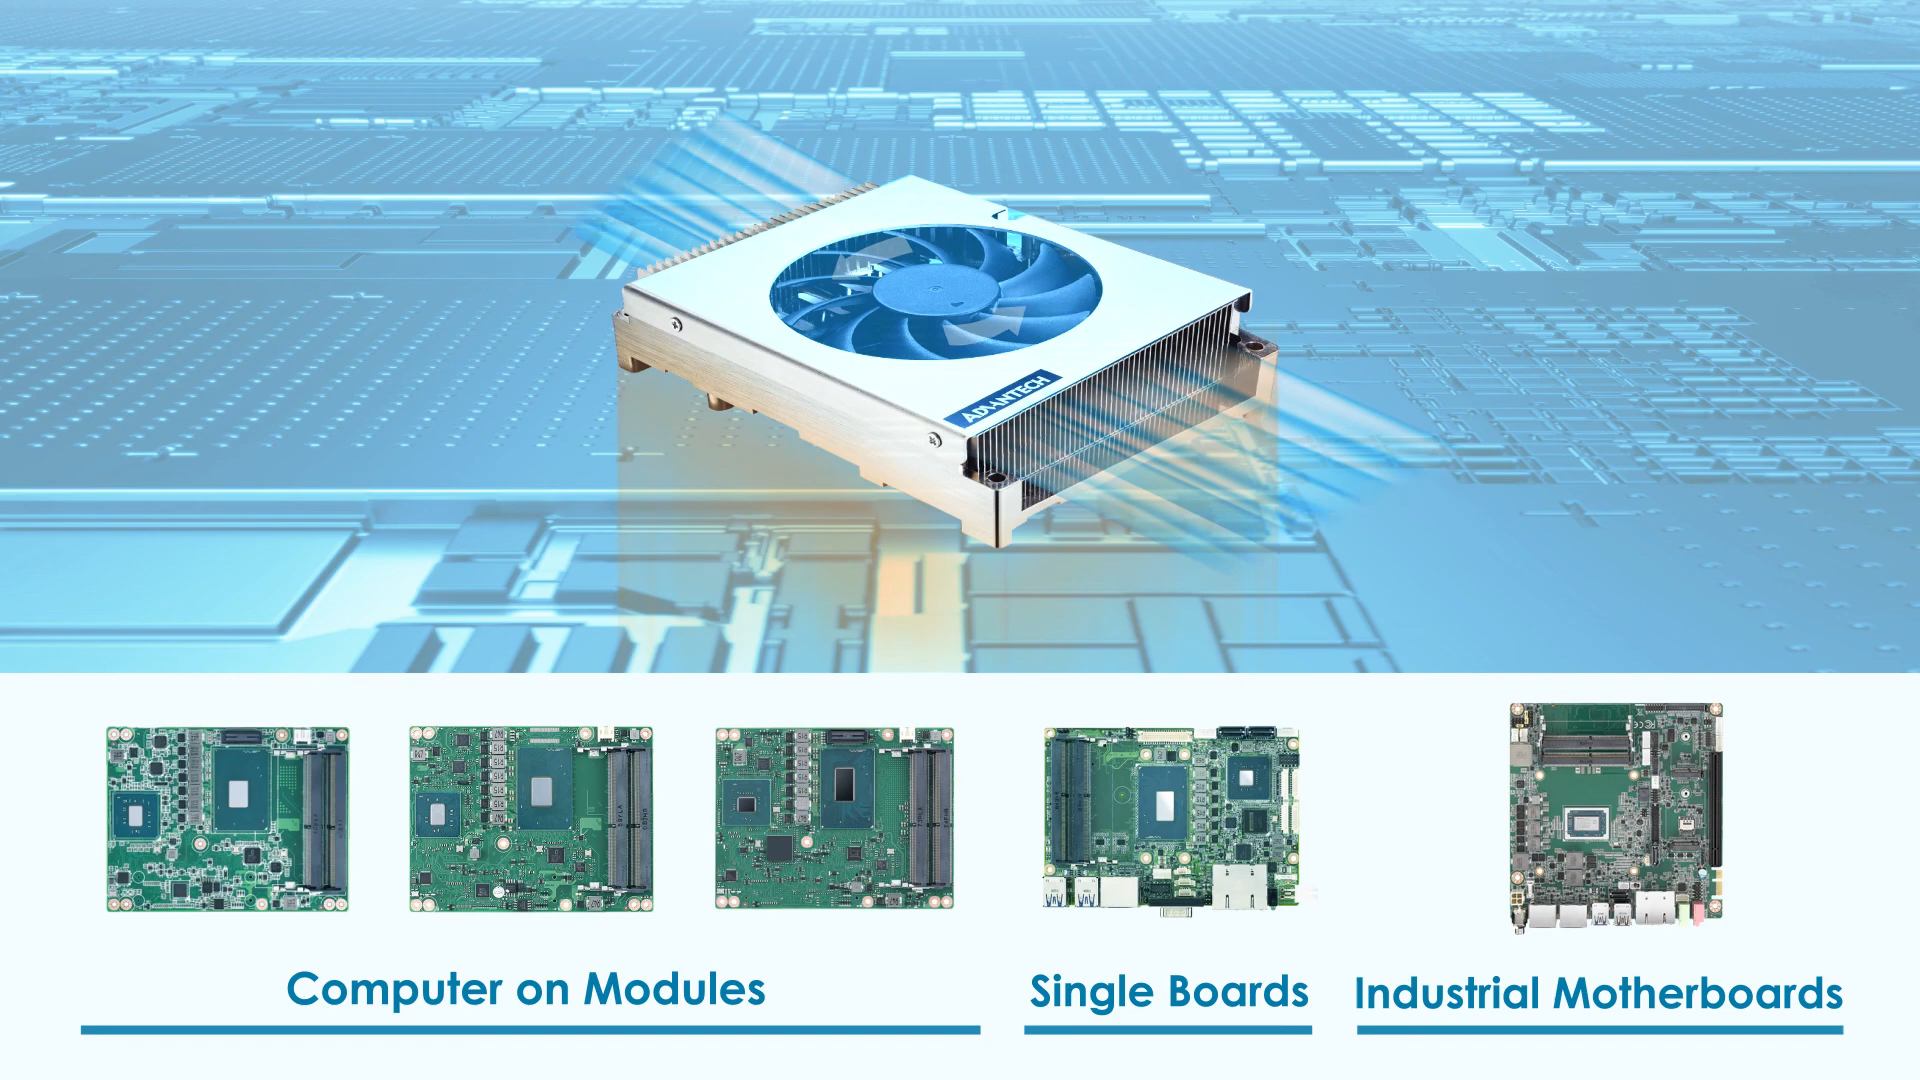 ADVANTECH
Computer on Modules
Single Boards
Industrial Motherboards